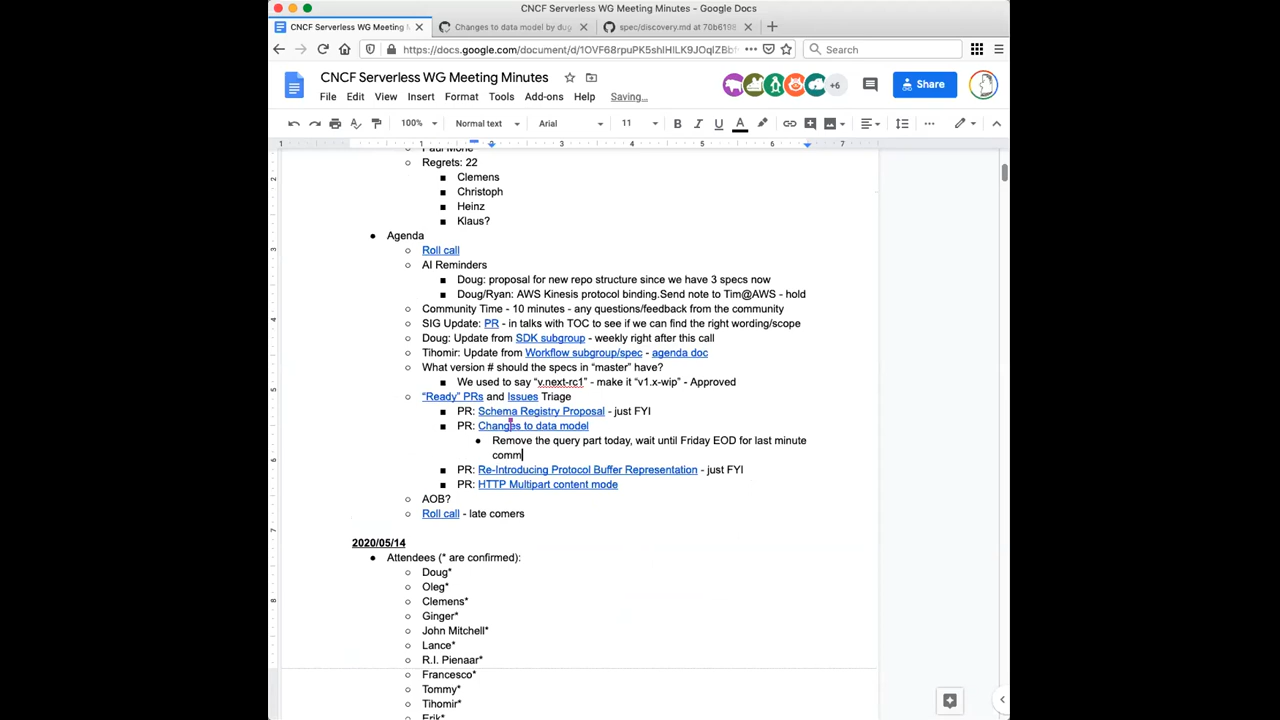 CNCF Serverless WG Meeting Minutes - Google Docs
CNCF Serverless WG Meeting M
Changes to data model by dug
spec/discovery.md at 70b6198
https://docs.google.com/document/d/1OVF68rpuPK5shIHILK9JOqlZBb
Search
CNCF Serverless WG Meeting Minutes
File Edit View Insert Format Tools Add-ons Help Saving...
+6
Share
100% Normal text Arial 11 B I U A
1 1 2 3 4 5 6 7
Regrets: 22
Clemens
Christoph
Heinz
Klaus?
Agenda
Roll call
AI Reminders
Doug: proposal for new repo structure since we have 3 specs now
Doug/Ryan: AWS Kinesis protocol binding.Send note to Tim@AWS - hold
Community Time - 10 minutes - any questions/feedback from the community
SIG Update: PR - in talks with TOC to see if we can find the right wording/scope
Doug: Update from SDK subgroup - weekly right after this call
Tihomir: Update from Workflow subgroup/spec - agenda doc
What version # should the specs in "master" have?
We used to say "v.next-rc1" - make it "v1.x-wip" - Approved
"Ready" PRs and Issues Triage
PR: Schema Registry Proposal - just FYI
PR: Changes to data model
Remove the query part today, wait until Friday EOD for last minute
comm
PR: Re-Introducing Protocol Buffer Representation - just FYI
PR: HTTP Multipart content mode
AOB?
Roll call - late comers
2020/05/14
Attendees (* are confirmed):
Doug*
Oleg*
Clemens*
Ginger*
John Mitchell*
Lance*
R.I. Pienaar*
Francesco*
Tommy*
Tihomir*
Erik*